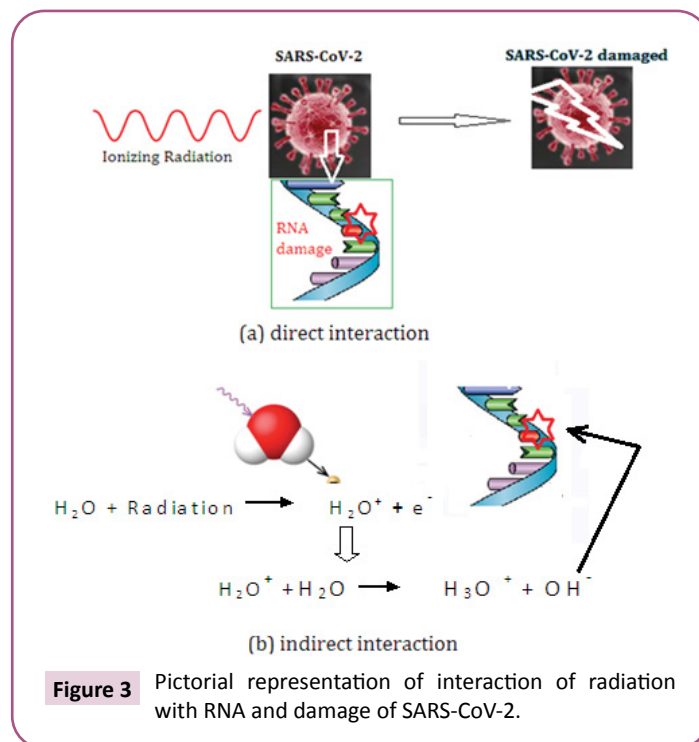 SARS-CoV-2
SARS-CoV-2 damaged
Ionizing Radiation
RNA
damage
(a) direct interaction
H₂O + Radiation → H₂O⁺ + e⁻
H₂O⁺ + H₂O → H₃O ⁺ + OH⁻
(b) indirect interaction
Figure 3 Pictorial representation of interaction of radiation
with RNA and damage of SARS-CoV-2.